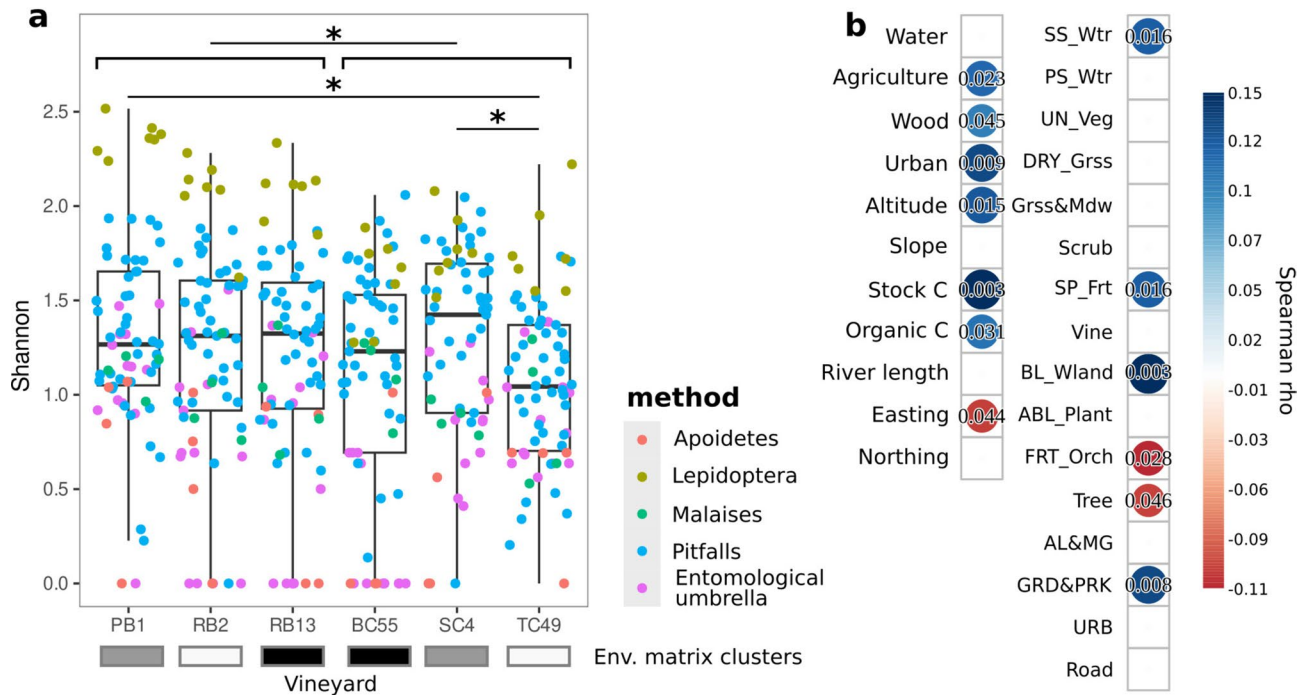 a
*
*
*
Shannon
2.5
2.0
1.5
1.0
0.5
0.0
PB1 RB2 RB13 BC55 SC4 TC49
Env. matrix clusters
Vineyard
method
Apoidetes
Lepidoptera
Malaises
Pitfalls
Entomological
umbrella
b
Water
Agriculture 0.023
Wood 0.045
Urban 0.009
Altitude 0.015
Slope
Stock C 0.003
Organic C 0.031
River length
Easting 0.044
Northing
SS_Wtr 0.016
PS_Wtr
UN_Veg
DRY_Grss
Grss&Mdw
Scrub
SP_Frt 0.016
Vine
BL_Wland 0.003
ABL_Plant
FRT_Orch 0.028
Tree 0.046
AL&MG
GRD&PRK 0.008
URB
Road
0.15
0.12
0.1
0.07
0.05
0.02
-0.01
-0.03
-0.06
-0.09
-0.11
Spearman rho